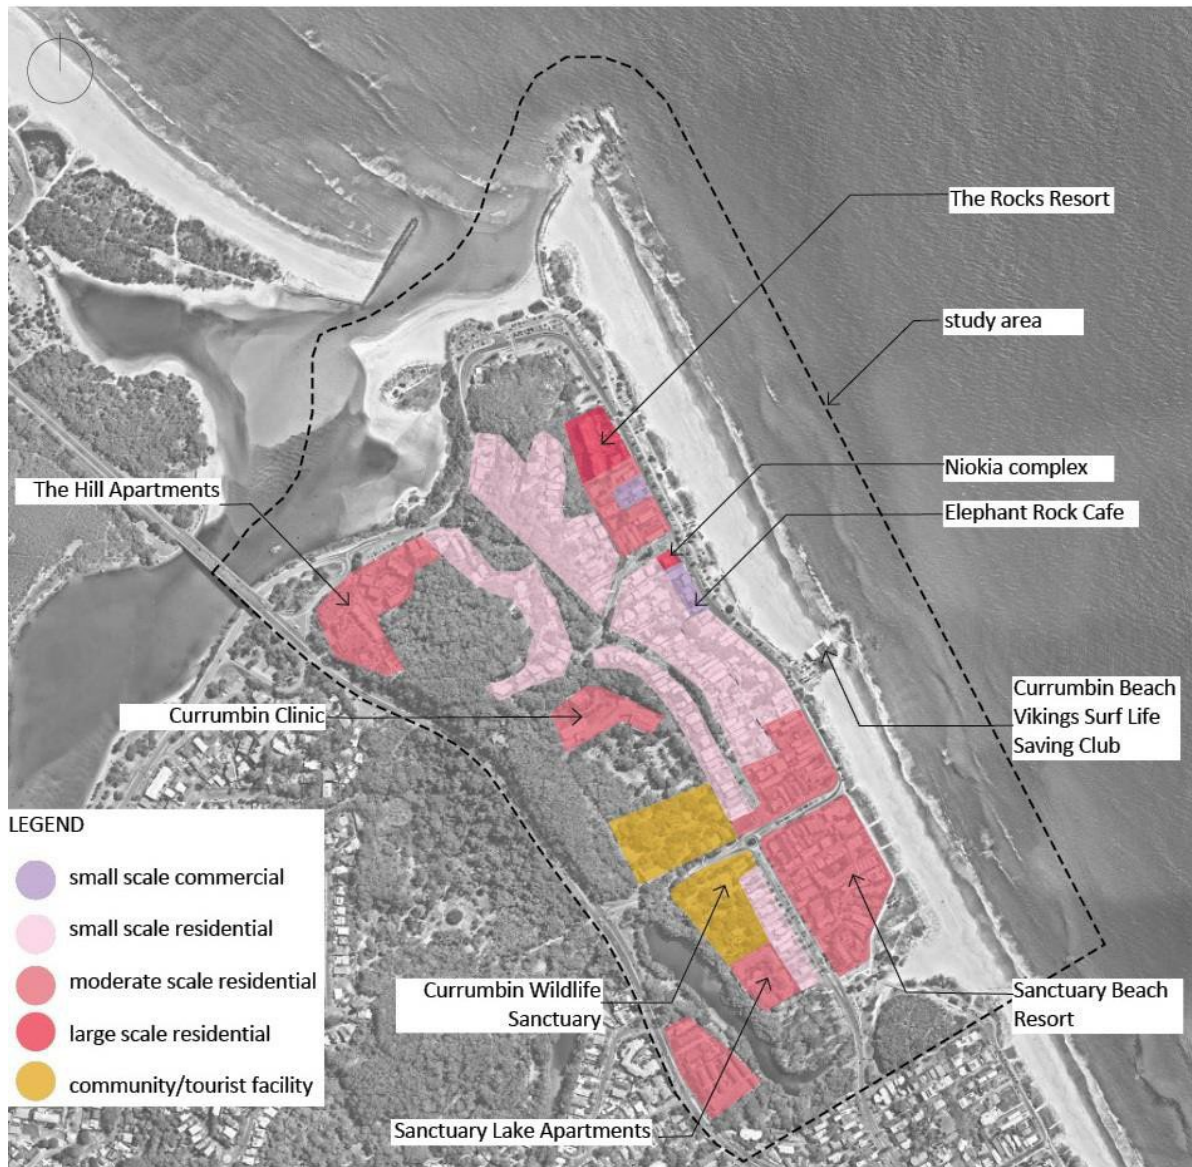 The Rocks Resort
study area
Niokia complex
Elephant Rock Cafe
The Hill Apartments
Currumbin Beach
Vikings Surf Life
Saving Club
Currumbin Clinic
LEGEND
small scale commercial
small scale residential
moderate scale residential
large scale residential
community/tourist facility
Currumbin Wildlife
Sanctuary
Sanctuary Beach
Resort
Sanctuary Lake Apartments